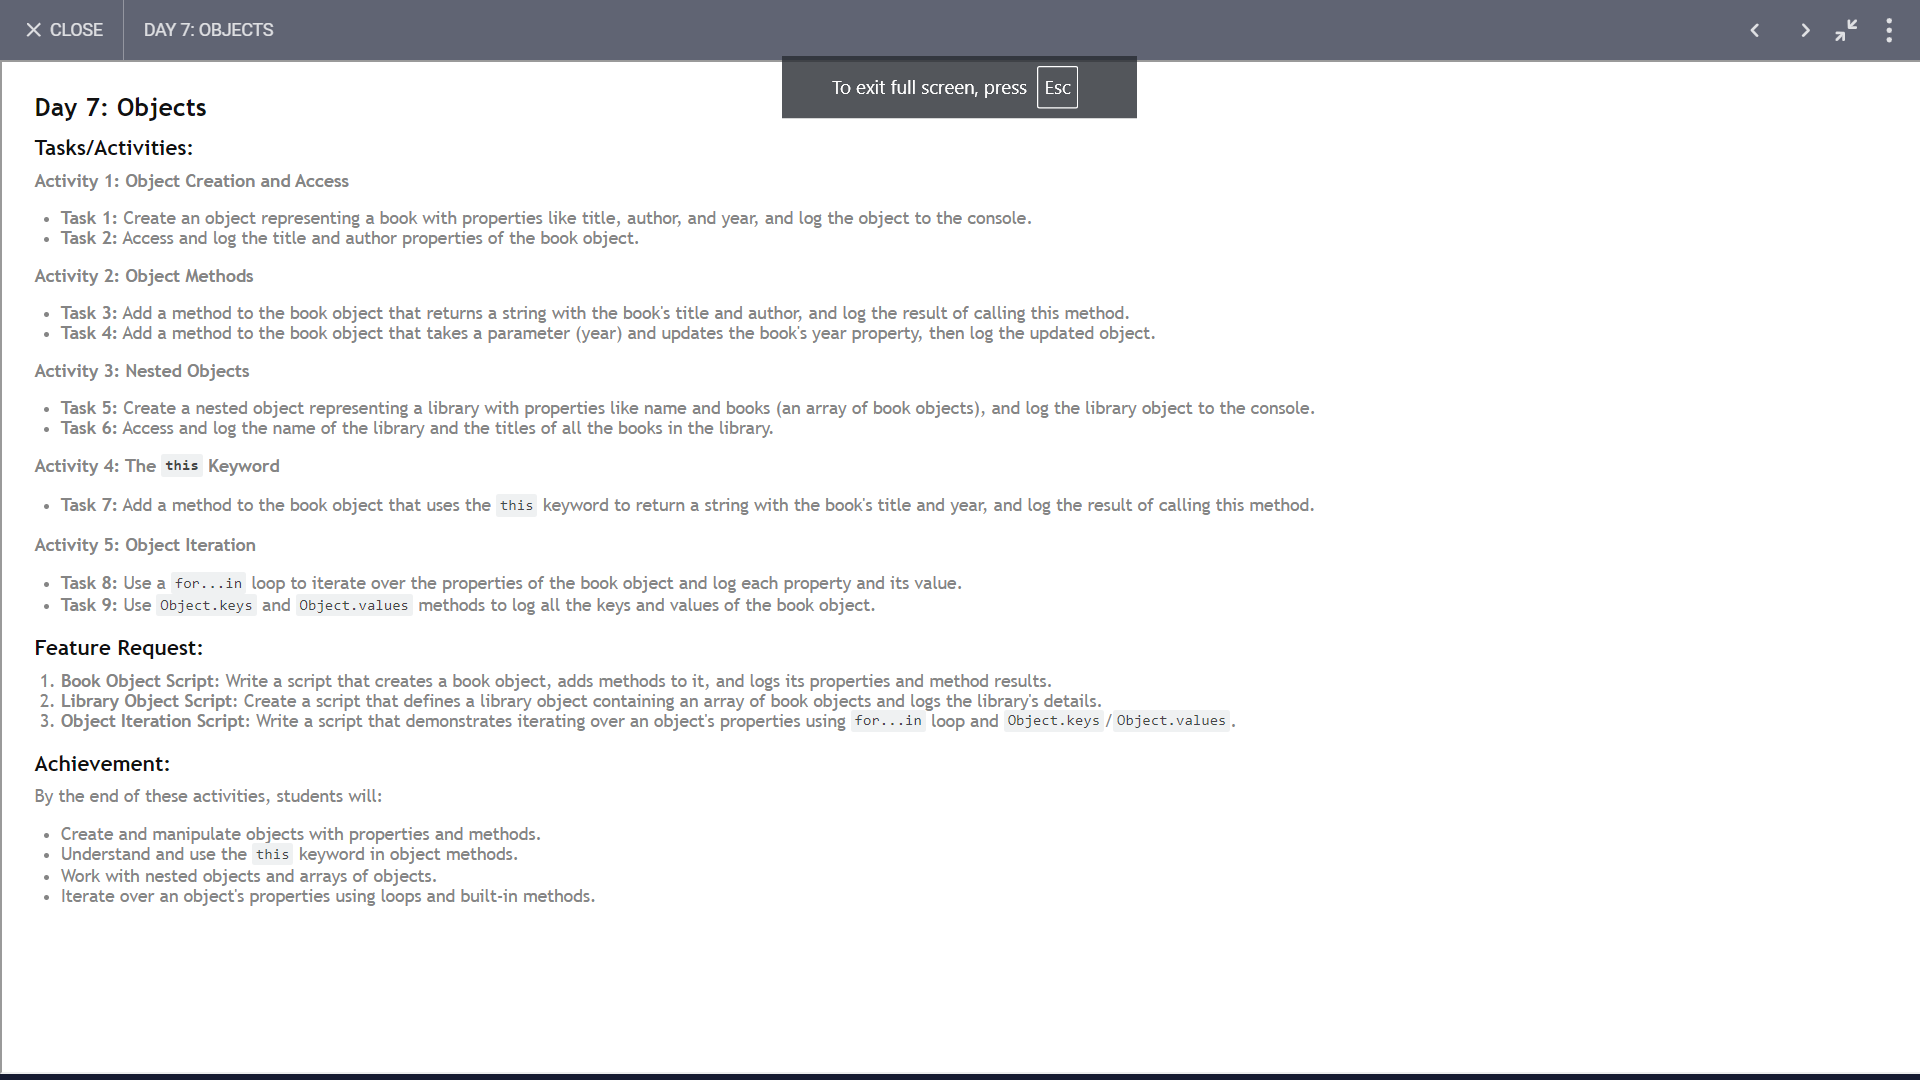 CLOSE
DAY 7: OBJECTS
To exit full screen, press Esc
Day 7: Objects
Tasks/Activities:
Activity 1: Object Creation and Access
• Task 1: Create an object representing a book with properties like title, author, and year, and log the object to the console.
• Task 2: Access and log the title and author properties of the book object.
Activity 2: Object Methods
• Task 3: Add a method to the book object that returns a string with the book's title and author, and log the result of calling this method.
• Task 4: Add a method to the book object that takes a parameter (year) and updates the book's year property, then log the updated object.
Activity 3: Nested Objects
• Task 5: Create a nested object representing a library with properties like name and books (an array of book objects), and log the library object to the console.
• Task 6: Access and log the name of the library and the titles of all the books in the library.
Activity 4: The this Keyword
• Task 7: Add a method to the book object that uses the this keyword to return a string with the book's title and year, and log the result of calling this method.
Activity 5: Object Iteration
• Task 8: Use a for...in loop to iterate over the properties of the book object and log each property and its value.
• Task 9: Use Object.keys and Object.values methods to log all the keys and values of the book object.
Feature Request:
1. Book Object Script: Write a script that creates a book object, adds methods to it, and logs its properties and method results.
2. Library Object Script: Create a script that defines a library object containing an array of book objects and logs the library's details.
3. Object Iteration Script: Write a script that demonstrates iterating over an object's properties using for...in loop and Object.keys/Object.values.
Achievement:
By the end of these activities, students will:
• Create and manipulate objects with properties and methods.
• Understand and use the this keyword in object methods.
• Work with nested objects and arrays of objects.
• Iterate over an object's properties using loops and built-in methods.